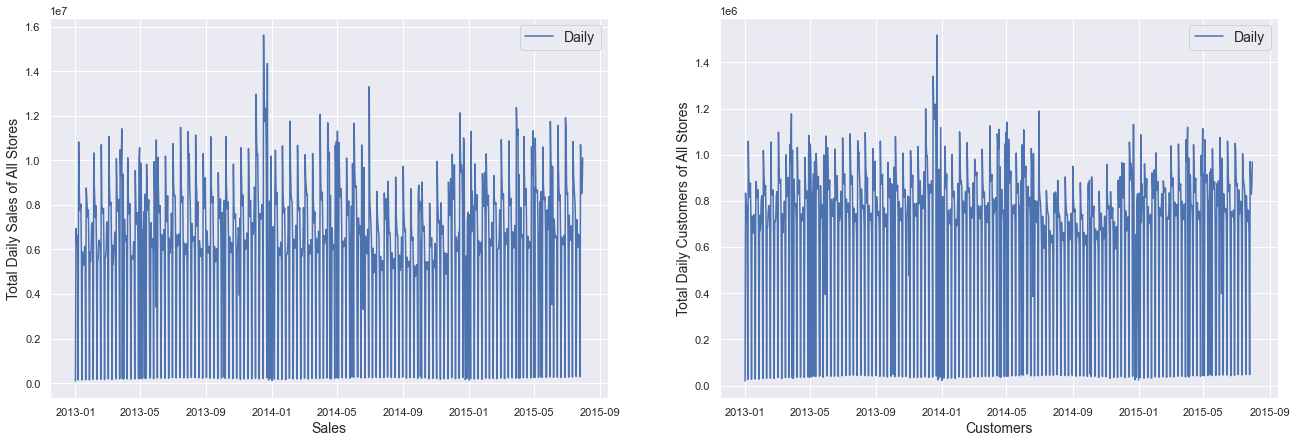 1e7
Daily
1.6
1.4
1.2
1.0
0.8
0.6
0.4
0.2
0.0
Total Daily Sales of All Stores
2013-01 2013-05 2013-09 2014-01 2014-05 2014-09 2015-01 2015-05 2015-09
Sales
1e6
Daily
1.4
1.2
1.0
0.8
0.6
0.4
0.2
0.0
Total Daily Customers of All Stores
2013-01 2013-05 2013-09 2014-01 2014-05 2014-09 2015-01 2015-05 2015-09
Customers